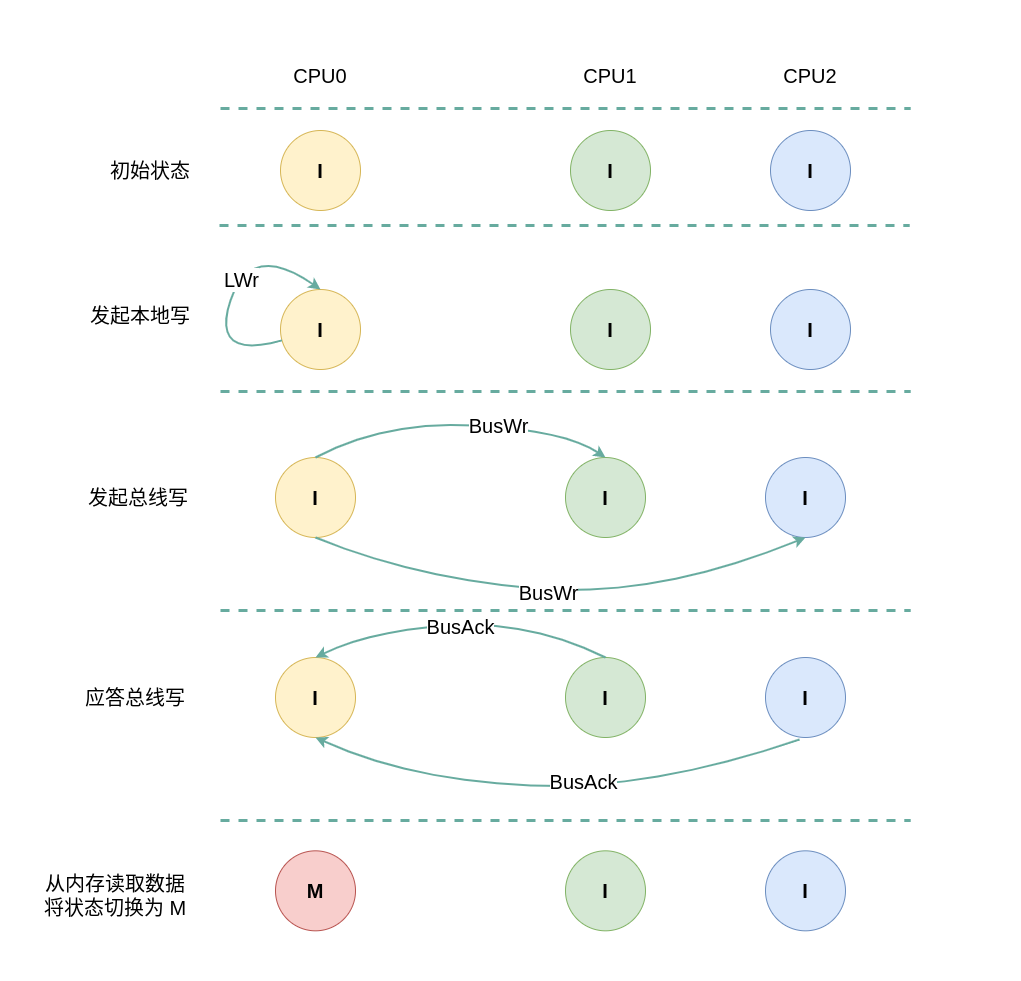 CPU0 CPU1 CPU2
初始状态 I I I
LWr
发起本地写 I I I
BusWr
发起总线写 I I I
BusWr
BusAck
应答总线写 I I I
BusAck
从内存读取数据
将状态切换为 M
M I I